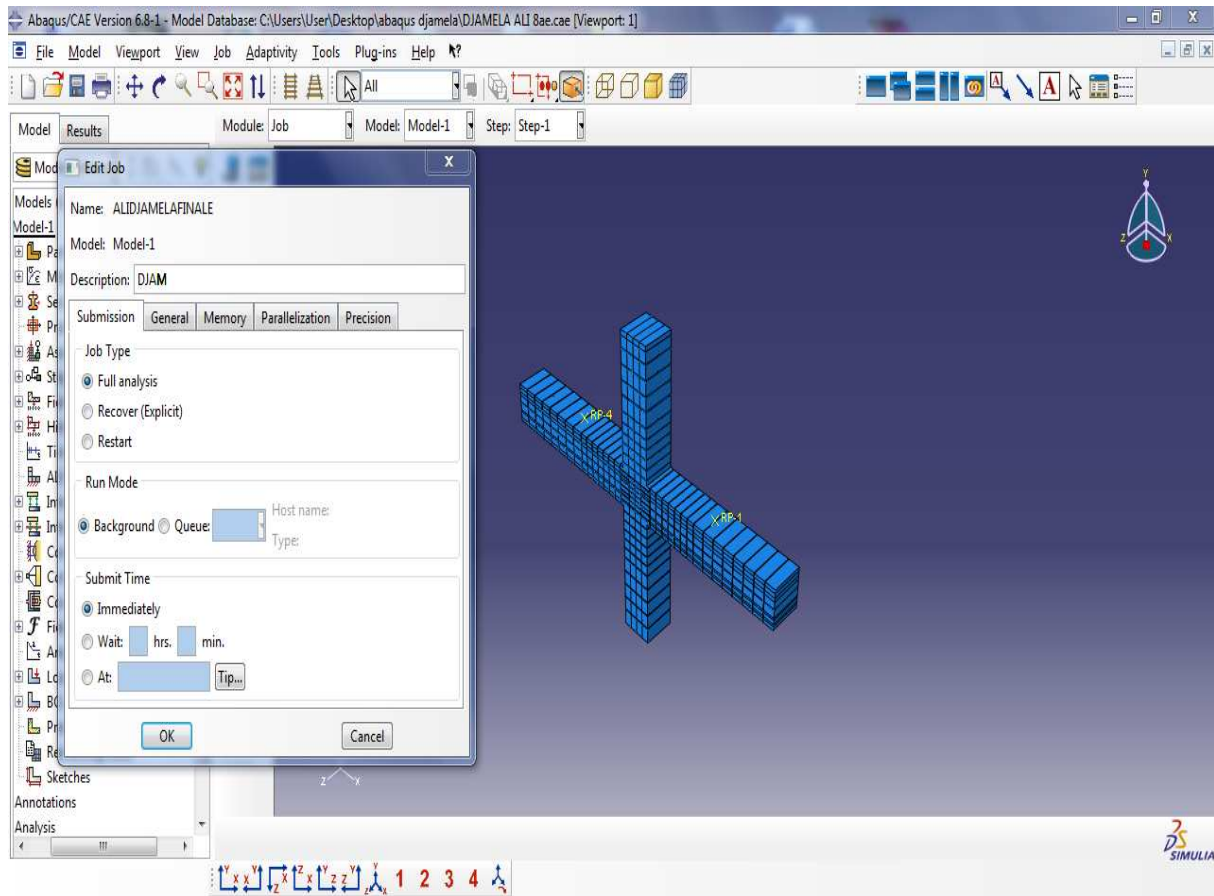 Abaqus/CAE Version 6.8-1 - Model Database: C:\Users\User\Desktop\abaqus djamela\DJAMELA ALI 8ae.cae [Viewport: 1]
File Model Viewport View Job Adaptivity Tools Plug-ins Help
All
Model Results
Module: Job Model: Model-1 Step: Step-1
Edit Job
Models
Model-1
Name: ALIDJAMELAFINALE
Model: Model-1
Description: DJAM
Submission General Memory Parallelization Precision
Job Type
Full analysis
Recover (Explicit)
Restart
Run Mode
Background Queue: Host name:
Type:
Submit Time
Immediately
Wait: hrs. min.
At: Tip...
OK Cancel
Sketches
Annotations
Analysis
RP-4
RP-1
Y
Z X
z x
SIMULIA
1 2 3 4